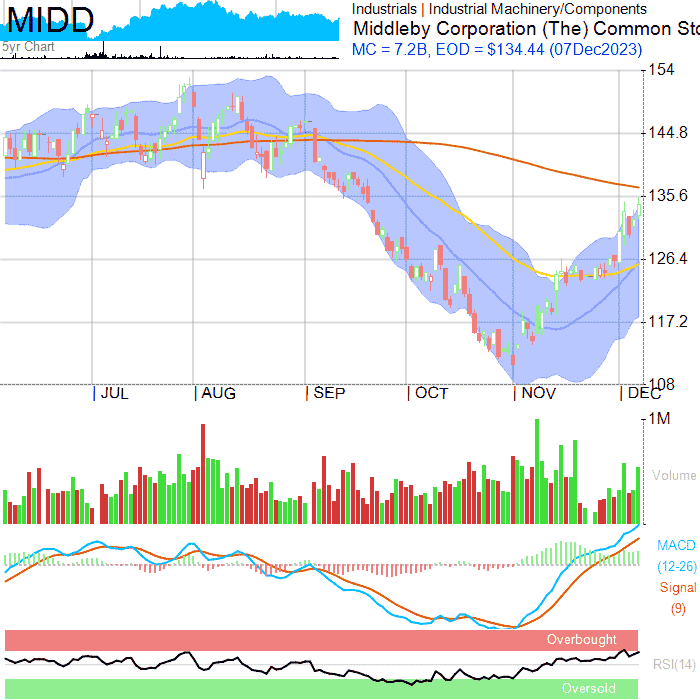 MIDD
5yr Chart
Industrials | Industrial Machinery/Components
Middleby Corporation (The) Common Sto
MC = 7.2B, EOD = $134.44 (07Dec2023)
154
144.8
135.6
126.4
117.2
108
JUL AUG SEP OCT NOV DEC
1M
Volume
MACD
(12-26)
Signal
(9)
Overbought
RSI(14)
Oversold